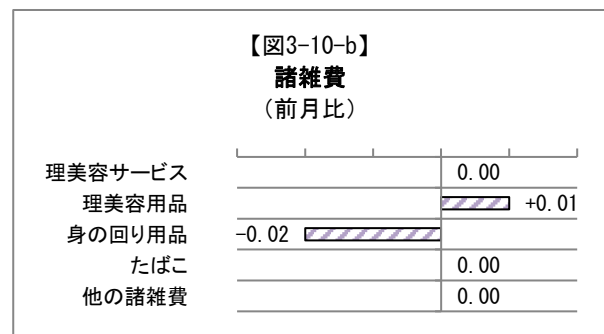 【図3-10-b】
諸雑費
（前月比）
理美容サービス 0.00
理美容用品 +0.01
身の回り用品 -0.02
たばこ 0.00
他の諸雑費 0.00